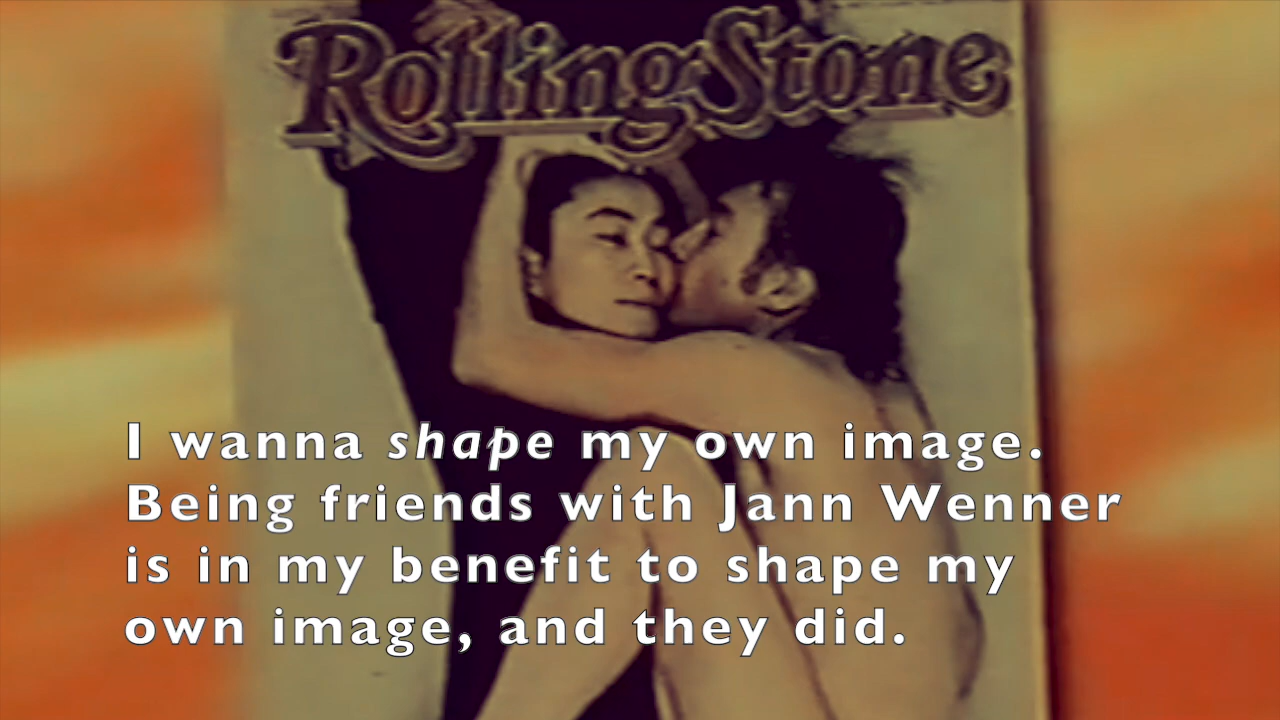 RollingStone
I wanna shape my own image.
Being friends with Jann Wenner
is in my benefit to shape my
own image, and they did.